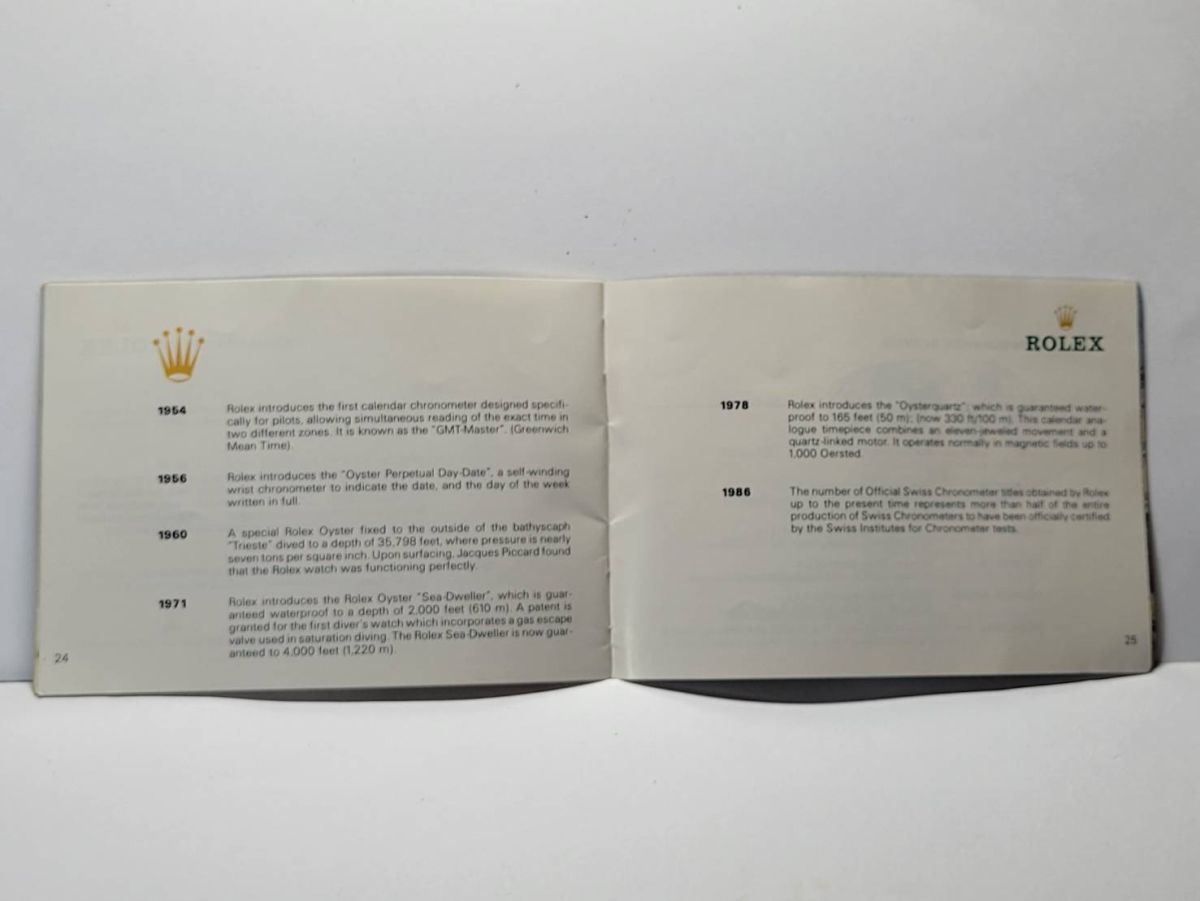 1954
Rolex introduces the first calendar chronometer designed specifi-
cally for pilots, allowing simultaneous reading of the exact time in
two different zones. It is known as the "GMT-Master". (Greenwich
Mean Time).
1956
Rolex introduces the "Oyster Perpetual Day-Date", a self-winding
wrist chronometer to indicate the date, and the day of the week
written in full.
1960
A special Rolex Oyster fixed to the outside of the bathyscaph
"Trieste" dived to a depth of 35,798 feet, where pressure is nearly
seven tons per square inch. Upon surfacing, Jacques Piccard found
that the Rolex watch was functioning perfectly.
1971
Rolex introduces the Rolex Oyster "Sea-Dweller", which is guar-
anteed waterproof to a depth of 2,000 feet (610 m). A patent is
granted for the first diver's watch which incorporates a gas escape
valve used in saturation diving. The Rolex Sea-Dweller is now guar-
anteed to 4,000 feet (1,220 m).
24
ROLEX
1978
Rolex introduces the "Oysterquartz"; which is guaranteed water-
proof to 165 feet (50 m); (now 330 ft/100 m). This calendar ana-
logue timepiece combines an eleven-jeweled movement and a
quartz-linked motor. It operates normally in magnetic fields up to
1,000 Oersted.
1986
The number of Official Swiss Chronometer titles obtained by Rolex
up to the present time represents more than half of the entire
production of Swiss Chronometers to have been officially certified
by the Swiss Institutes for Chronometer tests.
25